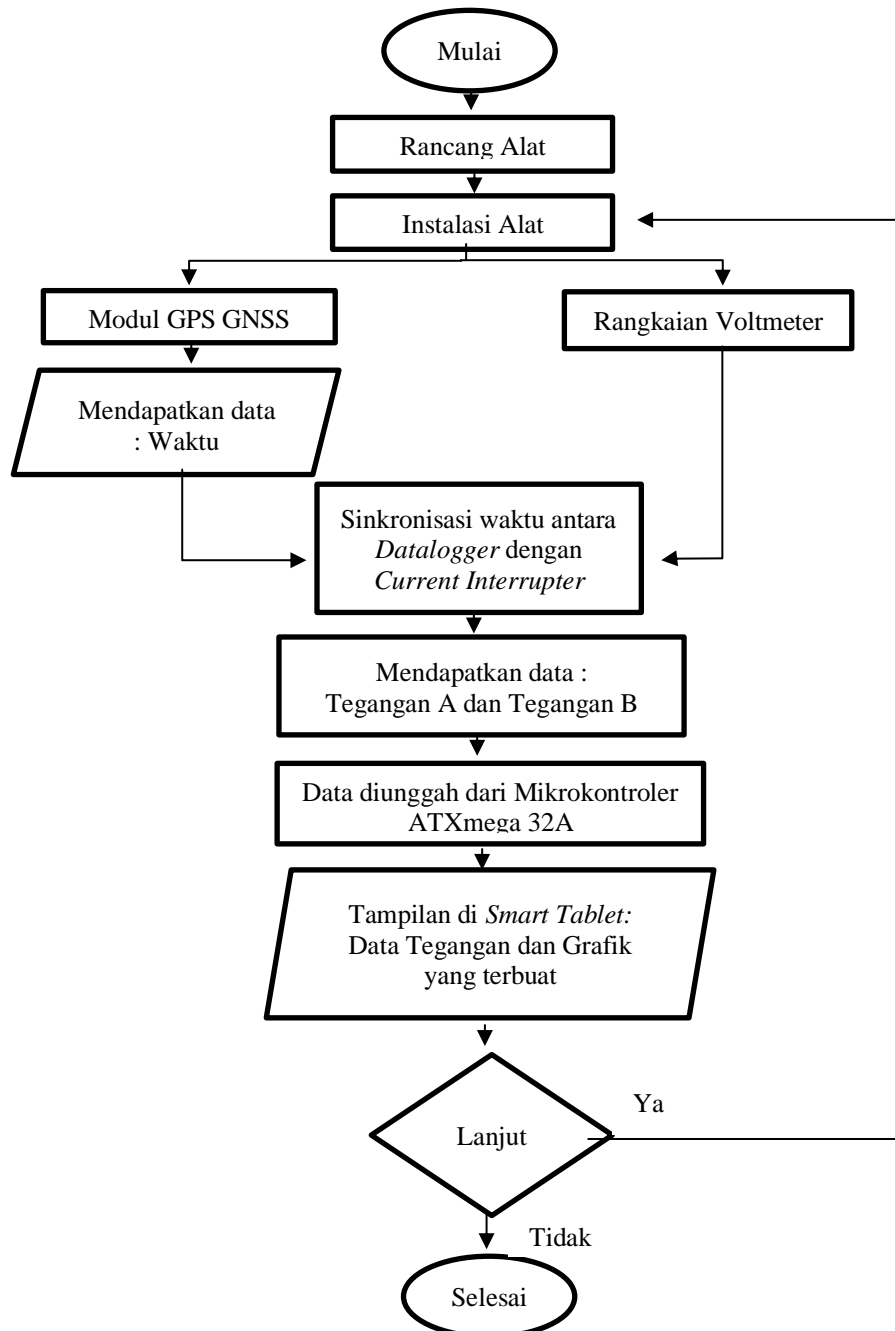 Mulai
Rancang Alat
Instalasi Alat
Modul GPS GNSS
Rangkaian Voltmeter
Mendapatkan data
: Waktu
Sinkronisasi waktu antara
Datalogger dengan
Current Interrupter
Mendapatkan data :
Tegangan A dan Tegangan B
Data diunggah dari Mikrokontroler
ATXmega 32A
Tampilan di Smart Tablet:
Data Tegangan dan Grafik
yang terbuat
Ya
Lanjut
Tidak
Selesai